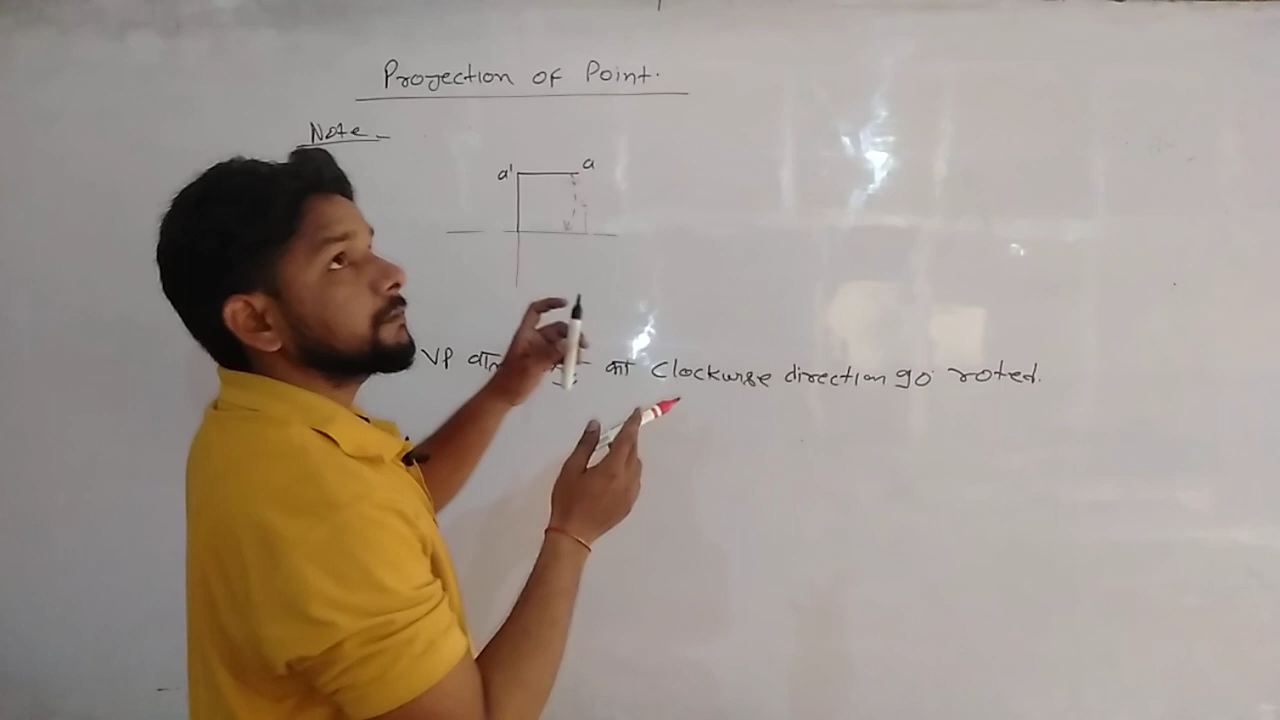 Projection of Point.
Note -
a' a
VP का Clockwise direction 90 roted.